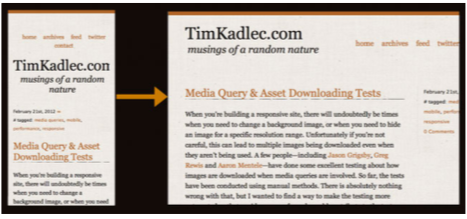 home archives feed twitter
contact
TimKadlec.com
musings of a random
nature
February 21st, 2012 —
# tagged: media queries, mobile,
performance, responsive
Media Query & Asset
Downloading Tests
When you're building a responsive
site, there will undoubtedly be times
when you need to change a
background image, or when you need
TimKadlec.com
musings of a random nature
home archives feed twitter
Media Query & Asset Downloading Tests
When you're building a responsive site, there will undoubtedly be times
when you need to change a background image, or when you need to hide
an image for a specific resolution range. Unfortunately if you're not
careful, this can lead to multiple images being downloaded even when
they aren't being used. A few people—including Jason Grigsby, Greg
Rewis and Aaron Mentele—have done some excellent testing about how
images are downloaded when media queries are involved. So far, the tests
have been conducted using manual methods. There is absolutely nothing
wrong with that, but I wanted to find a way to make the testing more
February 21st,
# tagged: med
mobile, perfor
responsive
0 Comments